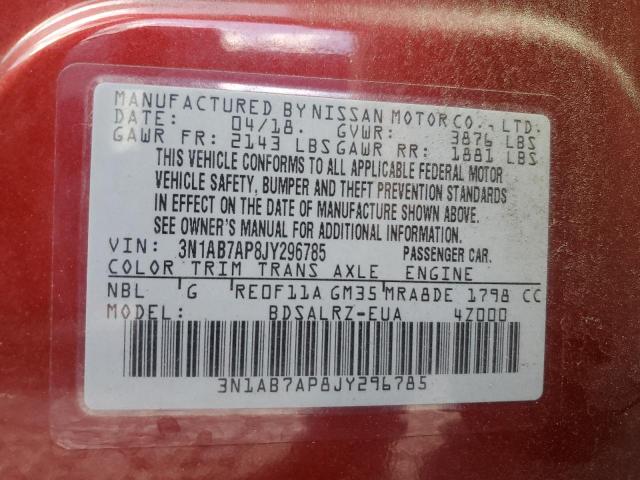 MANUFACTURED BY NISSAN MOTOR CO., LTD.
DATE: 04/18. GVWR: 3876 LBS
GAWR FR: 2143 LBS GAWR RR: 1881 LBS
THIS VEHICLE CONFORMS TO ALL APPLICABLE FEDERAL MOTOR
VEHICLE SAFETY, BUMPER AND THEFT PREVENTION STANDARDS
IN EFFECT ON THE DATE OF MANUFACTURE SHOWN ABOVE.
SEE OWNER'S MANUAL FOR ADDITIONAL INFORMATION.
VIN: 3N1AB7AP8JY296785 PASSENGER CAR.
COLOR TRIM TRANS AXLE ENGINE
NBL G RE0F11A GM35 MRA8DE 1798 CC
MODEL: BDSALRZ-EUA 4Z000
3N1AB7AP8JY296785